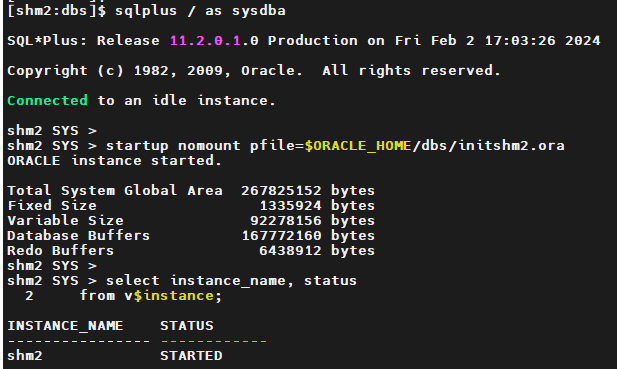 [shm2:dbs]$ sqlplus / as sysdba
SQL*Plus: Release 11.2.0.1.0 Production on Fri Feb 2 17:03:26 2024
Copyright (c) 1982, 2009, Oracle.  All rights reserved.
Connected to an idle instance.
shm2 SYS >
shm2 SYS > startup nomount pfile=$ORACLE_HOME/dbs/initshm2.ora
ORACLE instance started.
Total System Global Area  267825152 bytes
Fixed Size                  1335924 bytes
Variable Size              92278156 bytes
Database Buffers          167772160 bytes
Redo Buffers                6438912 bytes
shm2 SYS >
shm2 SYS > select instance_name, status
  2     from v$instance;
INSTANCE_NAME    STATUS
---------------- ------------
shm2             STARTED